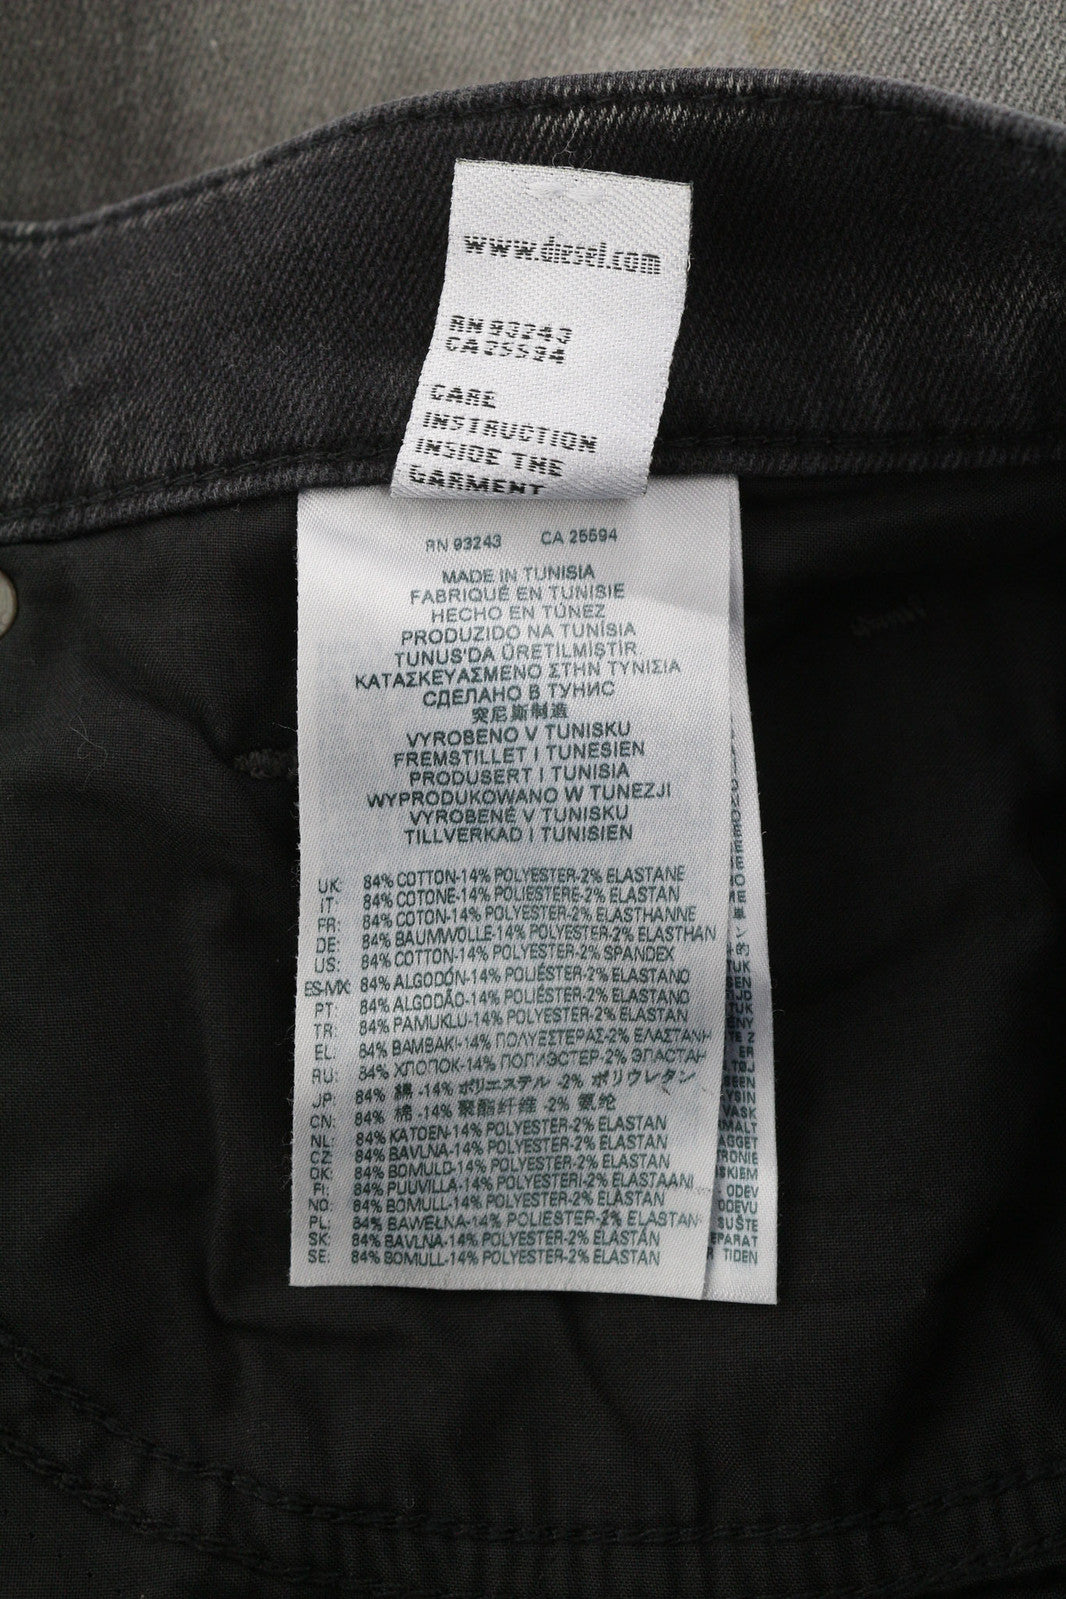 www.diesel.com
RN 93243
CA 25594
CARE
INSTRUCTION
INSIDE THE
GARMENT
RN 93243 CA 25594
MADE IN TUNISIA
FABRIQUÉ EN TUNISIE
HECHO EN TÚNEZ
PRODUZIDO NA TUNÍSIA
TUNUS'DA ÜRETILMIŞTIR
ΚΑΤΑΣΚΕΥΑΣΜΕΝΟ ΣΤΗΝ ΤΥΝΙΣΙΑ
СДЕЛАНО В ТУНИС
突尼斯制造
VYROBENO V TUNISKU
FREMSTILLET I TUNESIEN
PRODUSERT I TUNISIA
WYPRODUKOWANO W TUNEZJI
VYROBENÉ V TUNISKU
TILLVERKAD I TUNISIEN
UK: 84% COTTON-14% POLYESTER-2% ELASTANE
IT: 84% COTONE-14% POLIESTERE-2% ELASTAN
FR: 84% COTON-14% POLYESTER-2% ELASTHANNE
DE: 84% BAUMWOLLE-14% POLYESTER-2% ELASTHAN
US: 84% COTTON-14% POLYESTER-2% SPANDEX
ES-MX: 84% ALGODÓN-14% POLIÉSTER-2% ELASTANO
PT: 84% ALGODÃO-14% POLIÉSTER-2% ELASTANO
TR: 84% PAMUKLU-14% POLYESTER-2% ELASTAN
EL: 84% ΒΑΜΒΑΚΙ-14% ΠΟΛΥΕΣΤΕΡΑΣ-2% ΕΛΑΣΤΑΝΗ
RU: 84% ХЛОПОК-14% ПОЛИЭСТЕР-2% ЭЛАСТАН
JP: 84% 綿 -14% ポリエステル -2% ポリウレタン
CN: 84% 棉 -14% 聚酯纤维 -2% 氨纶
NL: 84% KATOEN-14% POLYESTER-2% ELASTAN
CZ: 84% BAVLNA-14% POLYESTER-2% ELASTAN
DK: 84% BOMULD-14% POLYESTER-2% ELASTAN
FI: 84% PUUVILLA-14% POLYESTERI-2% ELASTAANI
NO: 84% BOMULL-14% POLYESTER-2% ELASTAN
PL: 84% BAWEŁNA-14% POLIESTER-2% ELASTAN
SK: 84% BAVLNA-14% POLYESTER-2% ELASTÁN
SE: 84% BOMULL-14% POLYESTER-2% ELASTAN
TIDEN